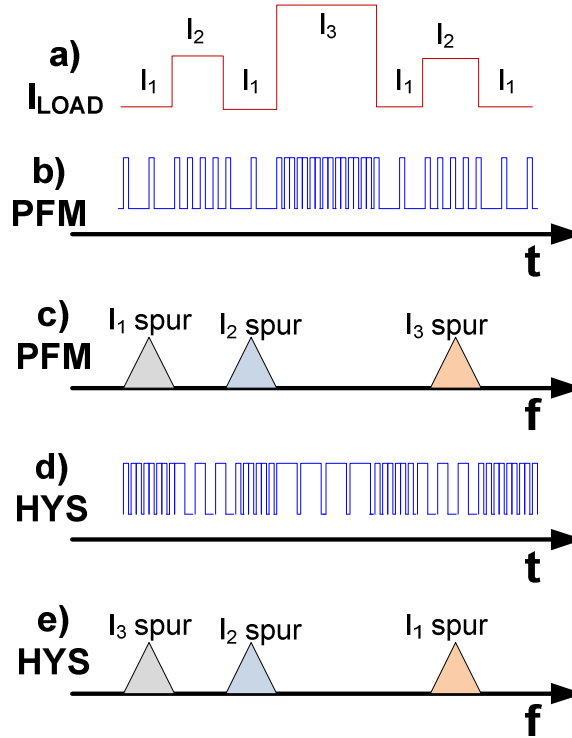 a)
I_LOAD
I₁
I₂
I₁
I₃
I₁
I₂
I₁
b)
PFM
t
c)
PFM
I₁ spur
I₂ spur
I₃ spur
f
d)
HYS
t
e)
HYS
I₃ spur
I₂ spur
I₁ spur
f